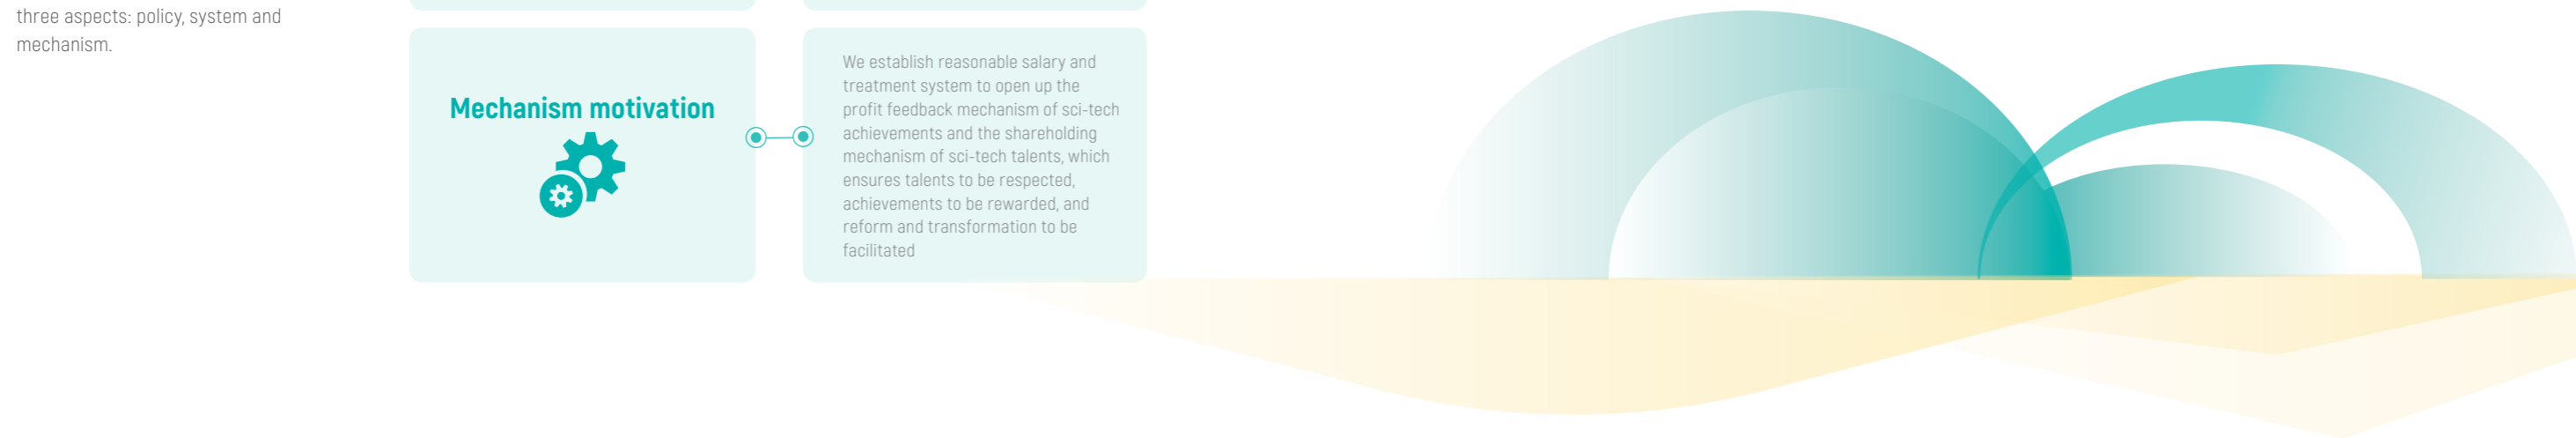 three aspects: policy, system and
mechanism.
Mechanism motivation
We establish reasonable salary and
treatment system to open up the
profit feedback mechanism of sci-tech
achievements and the shareholding
mechanism of sci-tech talents, which
ensures talents to be respected,
achievements to be rewarded, and
reform and transformation to be
facilitated